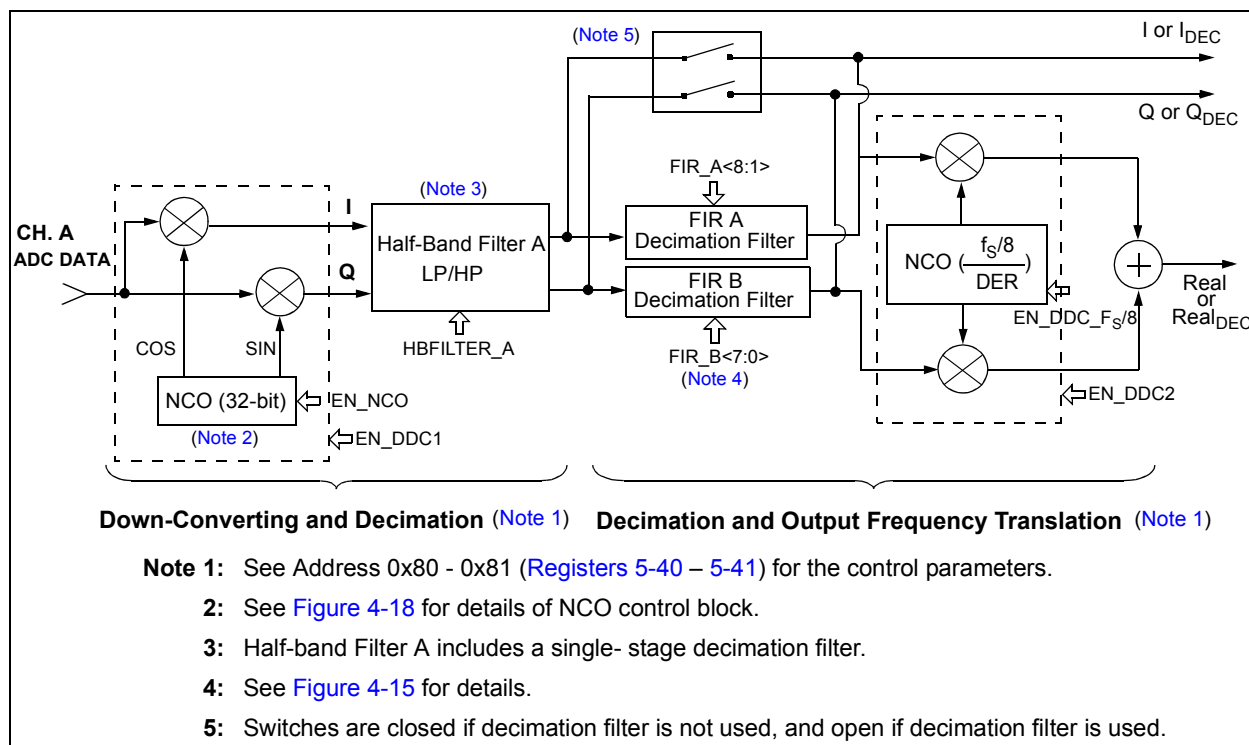 (Note 5)
I or IDEC
Q or QDEC
FIR_A<8:1>
(Note 3)
CH. A
ADC DATA
I
Q
Half-Band Filter A
LP/HP
FIR A
Decimation Filter
FIR B
Decimation Filter
NCO (fS/8
DER)
Real
or
RealDEC
EN_DDC_FS/8
COS
SIN
HBFILTER_A
FIR_B<7:0>
(Note 4)
NCO (32-bit)
EN_NCO
EN_DDC2
(Note 2)
EN_DDC1
Down-Converting and Decimation (Note 1)
Decimation and Output Frequency Translation (Note 1)
Note 1: See Address 0x80 - 0x81 (Registers 5-40 – 5-41) for the control parameters.
2: See Figure 4-18 for details of NCO control block.
3: Half-band Filter A includes a single- stage decimation filter.
4: See Figure 4-15 for details.
5: Switches are closed if decimation filter is not used, and open if decimation filter is used.